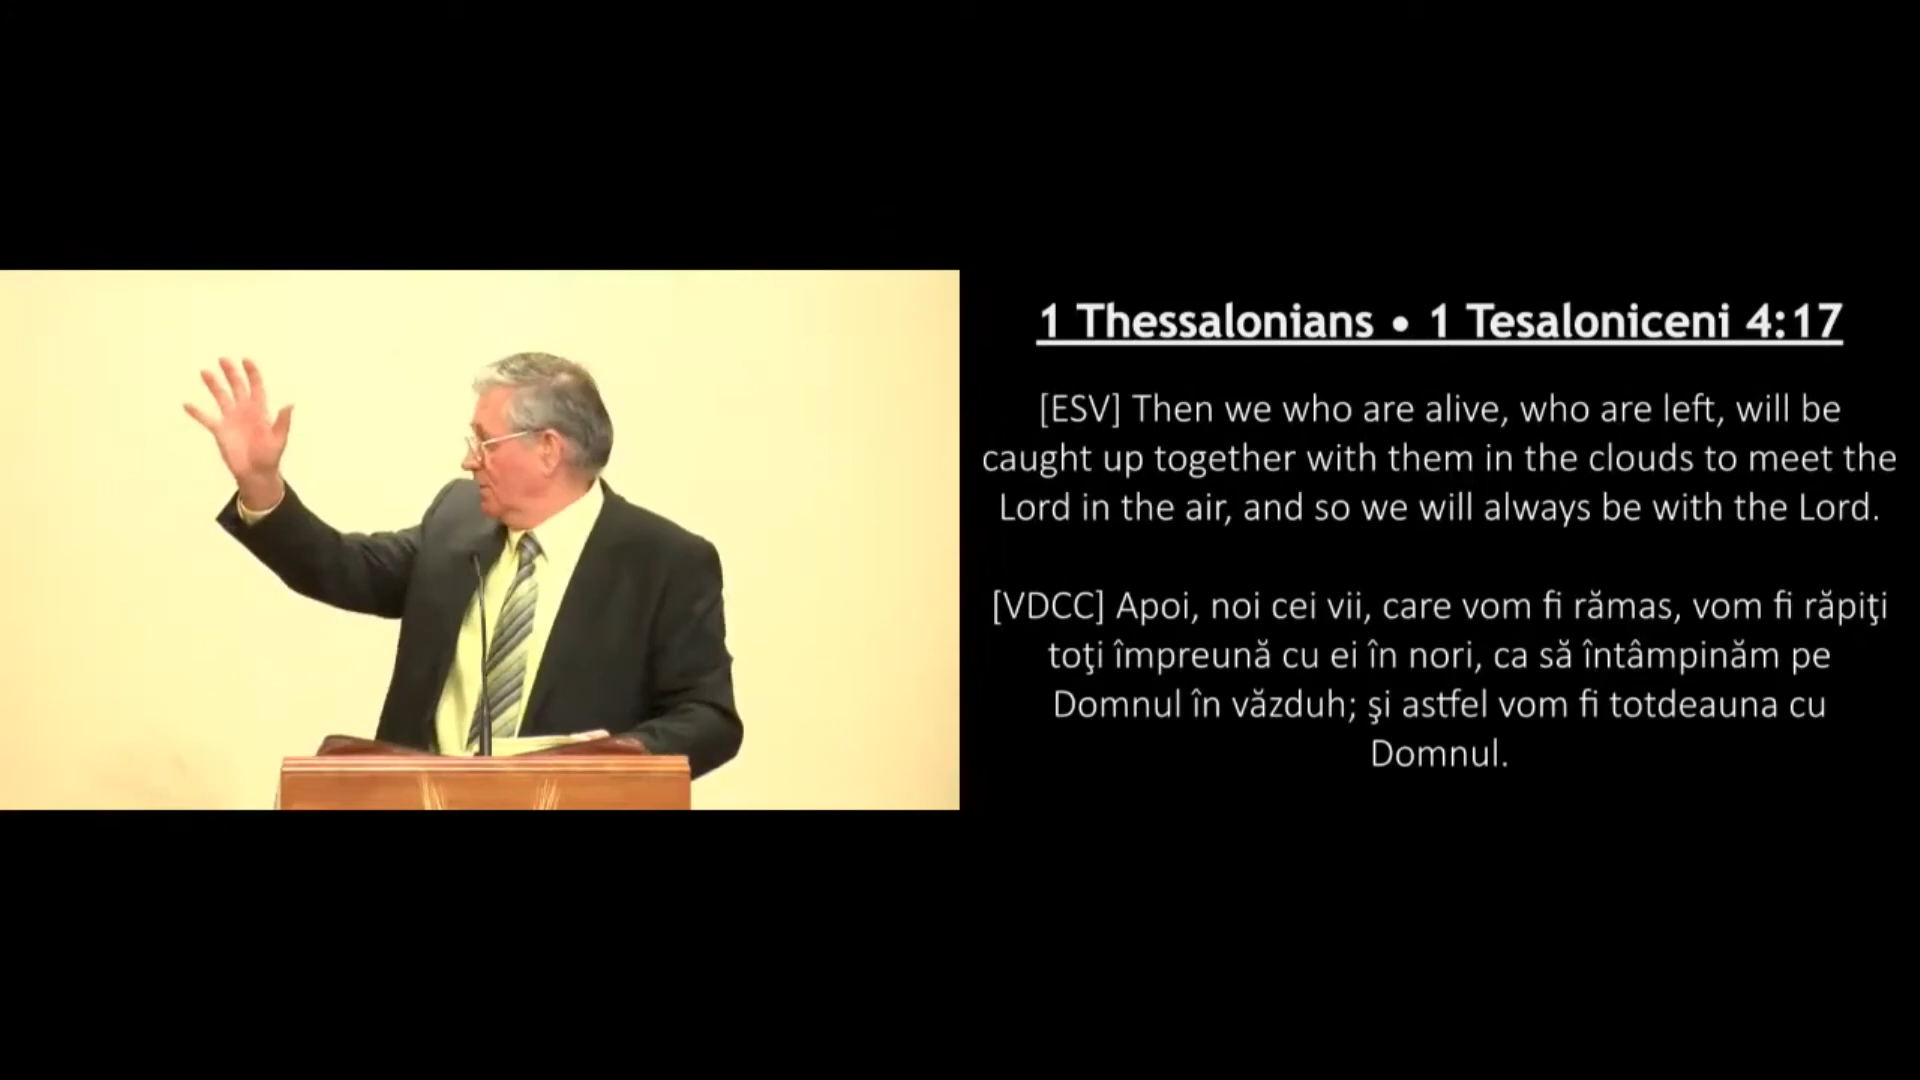 1 Thessalonians • 1 Tesaloniceni 4:17
[ESV] Then we who are alive, who are left, will be
caught up together with them in the clouds to meet the
Lord in the air, and so we will always be with the Lord.
[VDCC] Apoi, noi cei vii, care vom fi rămas, vom fi răpiţi
toţi împreună cu ei în nori, ca să întâmpinăm pe
Domnul în văzduh; şi astfel vom fi totdeauna cu
Domnul.